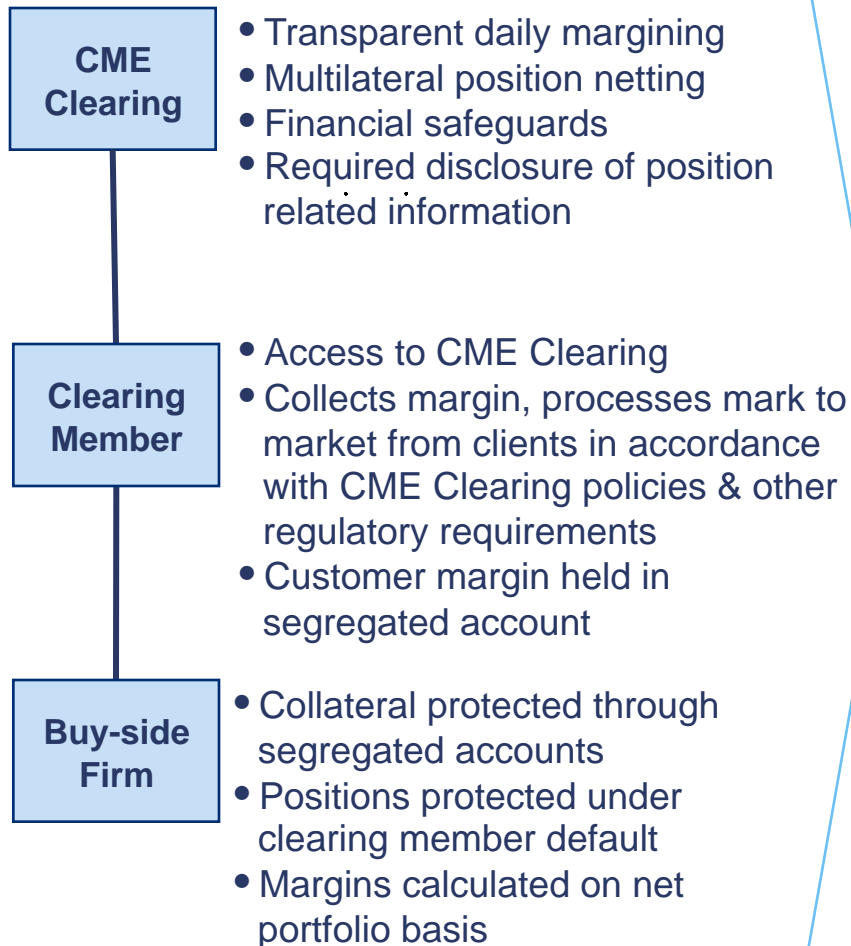 CME
Clearing
• Transparent daily margining
• Multilateral position netting
• Financial safeguards
• Required disclosure of position
related information
Clearing
Member
• Access to CME Clearing
• Collects margin, processes mark to
market from clients in accordance
with CME Clearing policies & other
regulatory requirements
• Customer margin held in
segregated account
Buy-side
Firm
• Collateral protected through
segregated accounts
• Positions protected under
clearing member default
• Margins calculated on net
portfolio basis